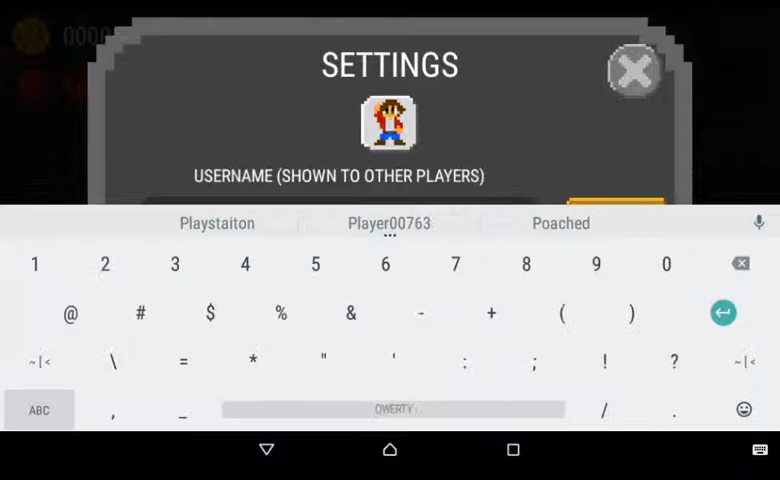 0000
SETTINGS
USERNAME (SHOWN TO OTHER PLAYERS)
Playstaiton Player00763 Poached
1 2 3 4 5 6 7 8 9 0
@ # $ % & - + ( )
~ | < \ = * " ' : ; ! ? ~ | <
ABC , _ QWERTY / .